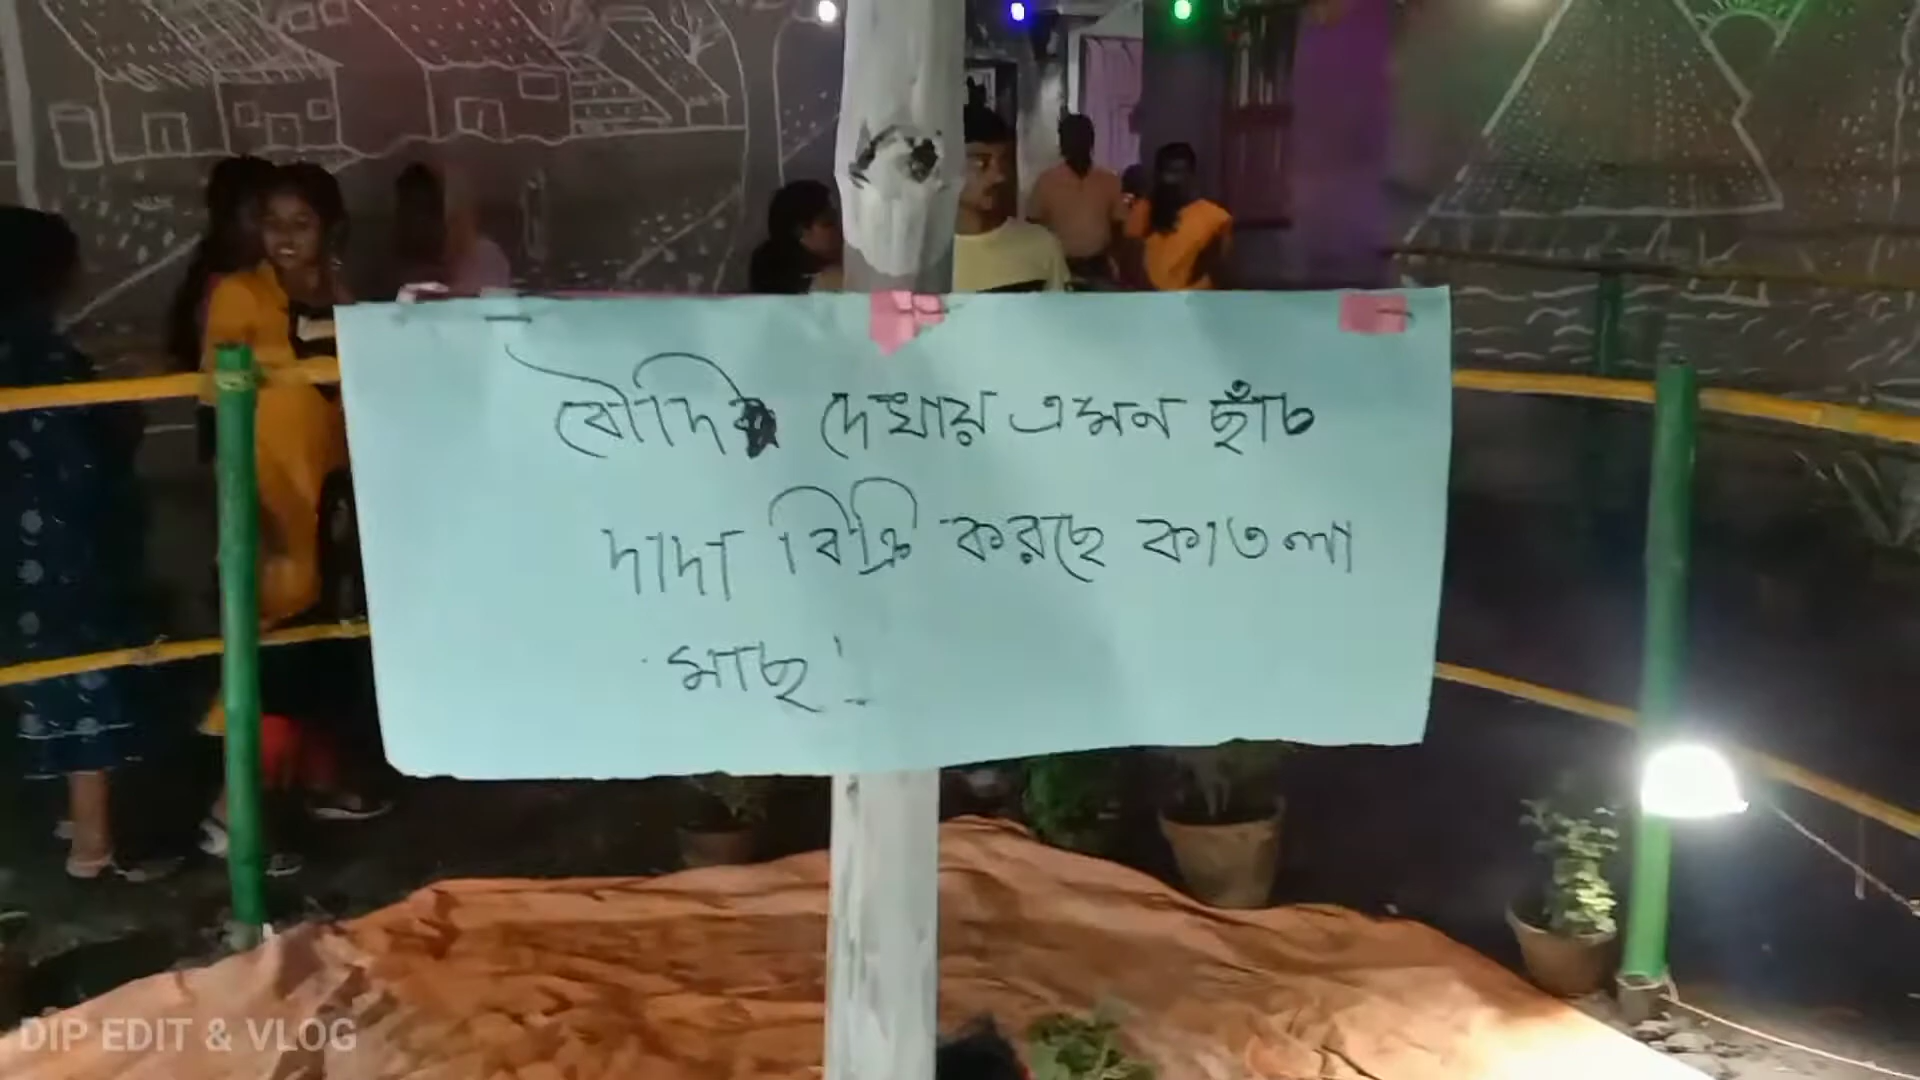 বৌদি দেখায় এমন ছাঁচ
দাদা বিক্রি করছে কাতলা
মাছ!
DIP EDIT & VLOG